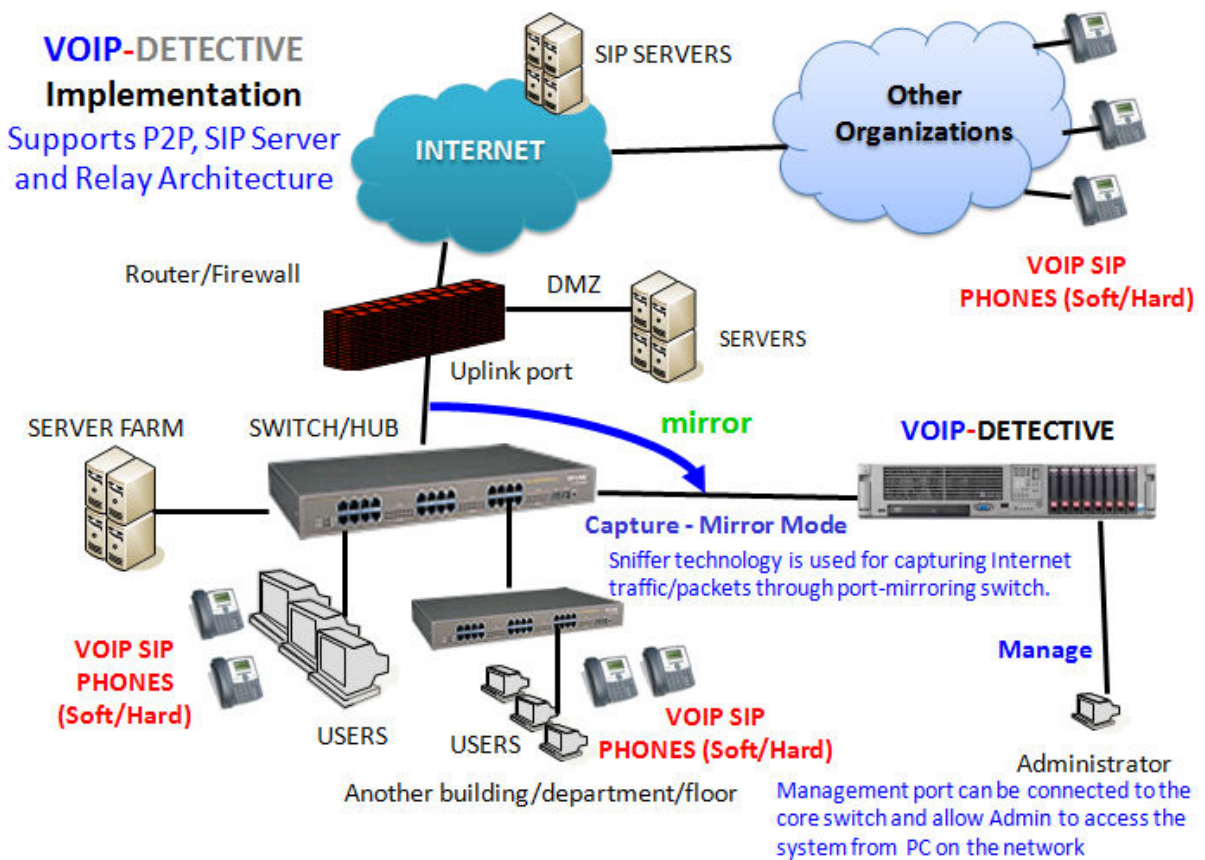 VOIP-DETECTIVE
Implementation
Supports P2P, SIP Server
and Relay Architecture
SIP SERVERS
INTERNET
Other
Organizations
VOIP SIP
PHONES (Soft/Hard)
Router/Firewall
DMZ
SERVERS
Uplink port
mirror
SERVER FARM
SWITCH/HUB
VOIP-DETECTIVE
Capture - Mirror Mode
Sniffer technology is used for capturing Internet
traffic/packets through port-mirroring switch.
VOIP SIP
PHONES
(Soft/Hard)
USERS
USERS
VOIP SIP
PHONES (Soft/Hard)
Another building/department/floor
Manage
Administrator
Management port can be connected to the
core switch and allow Admin to access the
system from PC on the network